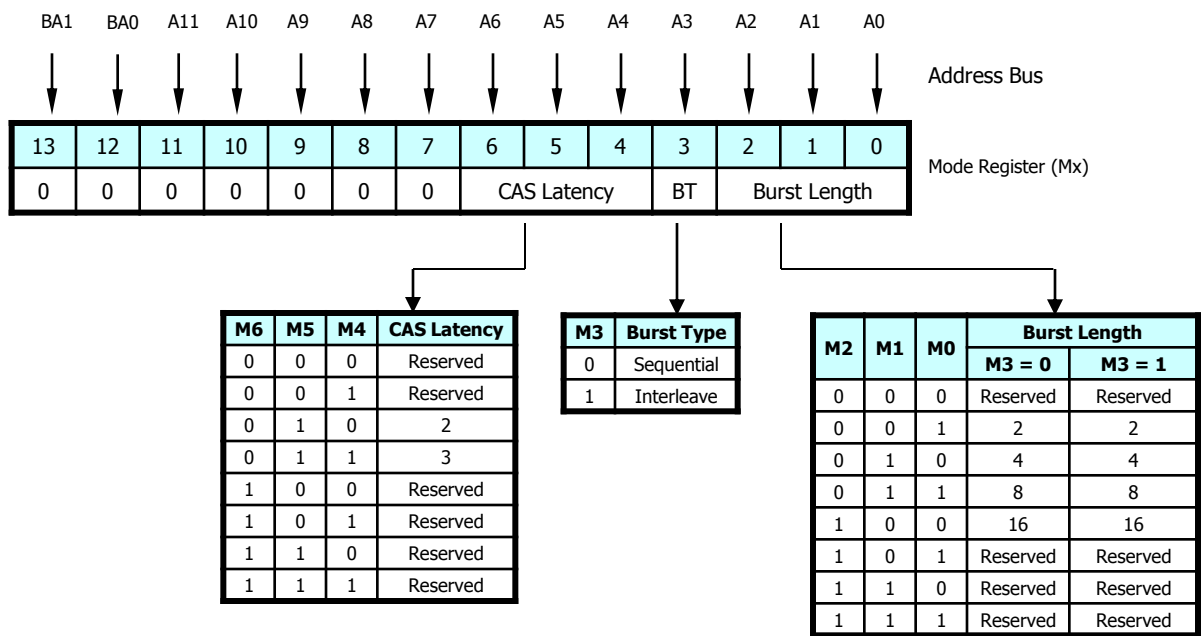 BA1 BA0 A11 A10 A9 A8 A7 A6 A5 A4 A3 A2 A1 A0
Address Bus
13 12 11 10 9 8 7 6 5 4 3 2 1 0
Mode Register (Mx)
0 0 0 0 0 0 0 CAS Latency BT Burst Length
M6 M5 M4 CAS Latency
0 0 0 Reserved
0 0 1 Reserved
0 1 0 2
0 1 1 3
1 0 0 Reserved
1 0 1 Reserved
1 1 0 Reserved
1 1 1 Reserved
M3 Burst Type
0 Sequential
1 Interleave
M2 M1 M0 Burst Length
M3 = 0 M3 = 1
0 0 0 Reserved Reserved
0 0 1 2 2
0 1 0 4 4
0 1 1 8 8
1 0 0 16 16
1 0 1 Reserved Reserved
1 1 0 Reserved Reserved
1 1 1 Reserved Reserved